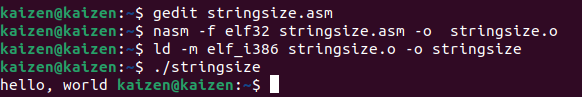 kaizen@kaizen:~$ gedit stringsize.asm
kaizen@kaizen:~$ nasm -f elf32 stringsize.asm -o  stringsize.o
kaizen@kaizen:~$ ld -m elf_i386 stringsize.o -o stringsize
kaizen@kaizen:~$ ./stringsize
hello, world kaizen@kaizen:~$